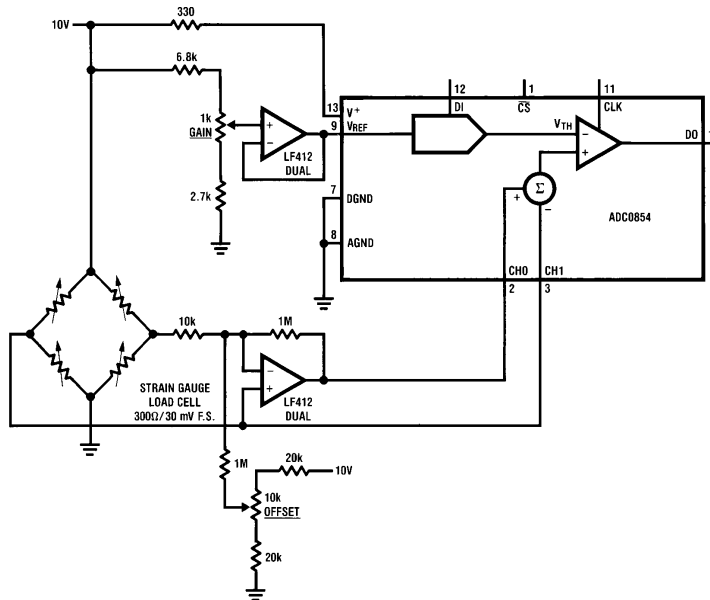 10V
330
6.8k
1k
GAIN
2.7k
+
−
LF412
DUAL
13
V+
9
VREF
7
DGND
8
AGND
12
DI
1
CS
11
CLK
VTH
−
+
Σ
+
−
DO
ADC0854
CH0
CH1
2
3
10k
1M
−
+
LF412
DUAL
STRAIN GAUGE
LOAD CELL
300Ω/30 mV F.S.
1M
20k
10V
10k
OFFSET
20k